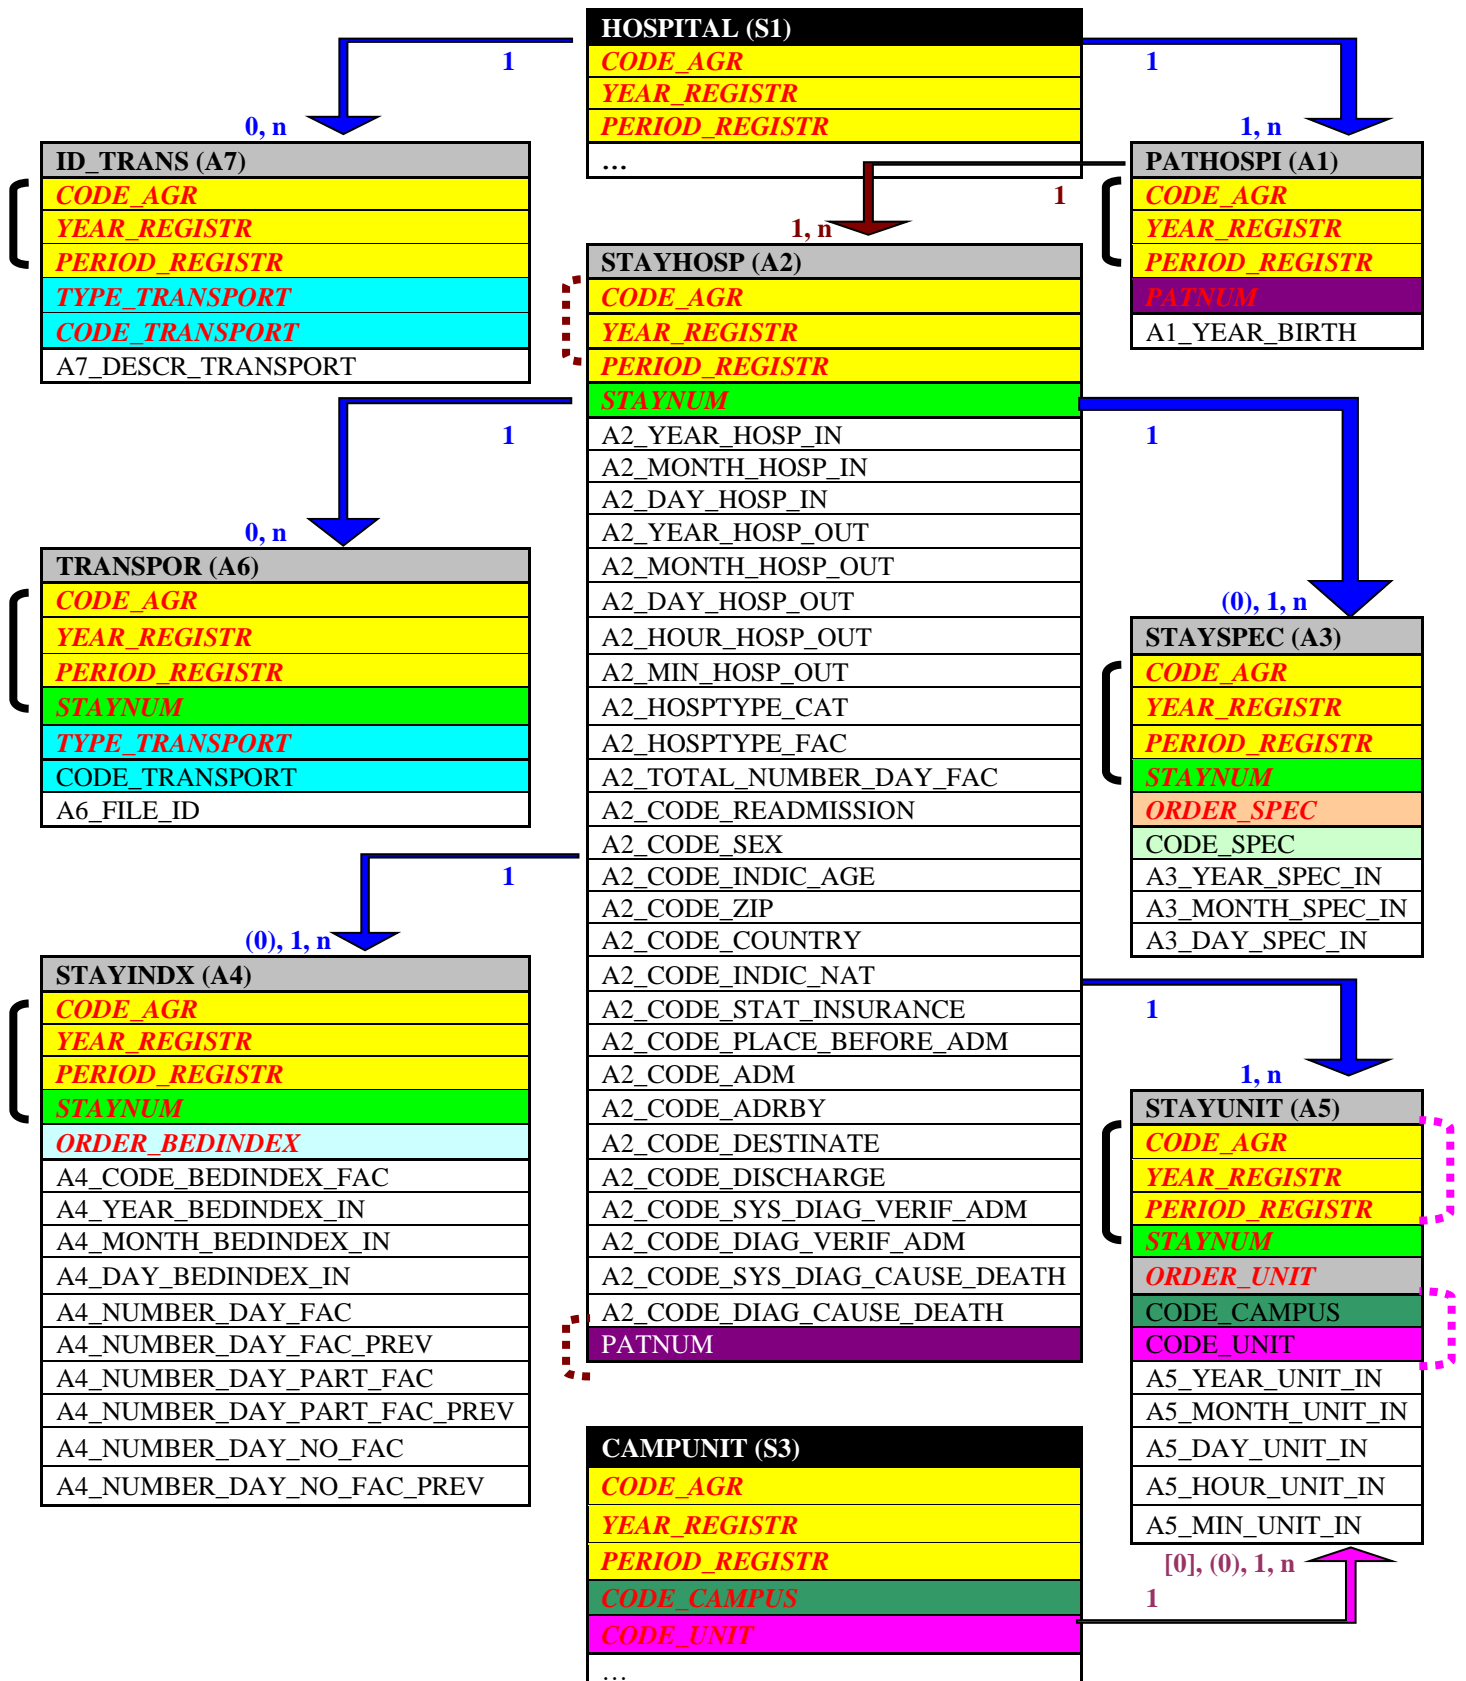 HOSPITAL (S1)
CODE_AGR
YEAR_REGISTR
PERIOD_REGISTR
…
1
0, n
1
1, n
ID_TRANS (A7)
CODE_AGR
YEAR_REGISTR
PERIOD_REGISTR
TYPE_TRANSPORT
CODE_TRANSPORT
A7_DESCR_TRANSPORT
PATHOSPI (A1)
CODE_AGR
YEAR_REGISTR
PERIOD_REGISTR
PATNUM
A1_YEAR_BIRTH
1
1, n
STAYHOSP (A2)
CODE_AGR
YEAR_REGISTR
PERIOD_REGISTR
STAYNUM
A2_YEAR_HOSP_IN
A2_MONTH_HOSP_IN
A2_DAY_HOSP_IN
A2_YEAR_HOSP_OUT
A2_MONTH_HOSP_OUT
A2_DAY_HOSP_OUT
A2_HOUR_HOSP_OUT
A2_MIN_HOSP_OUT
A2_HOSPTYPE_CAT
A2_HOSPTYPE_FAC
A2_TOTAL_NUMBER_DAY_FAC
A2_CODE_READMISSION
A2_CODE_SEX
A2_CODE_INDIC_AGE
A2_CODE_ZIP
A2_CODE_COUNTRY
A2_CODE_INDIC_NAT
A2_CODE_STAT_INSURANCE
A2_CODE_PLACE_BEFORE_ADM
A2_CODE_ADM
A2_CODE_ADRBY
A2_CODE_DESTINATE
A2_CODE_DISCHARGE
A2_CODE_SYS_DIAG_VERIF_ADM
A2_CODE_DIAG_VERIF_ADM
A2_CODE_SYS_DIAG_CAUSE_DEATH
A2_CODE_DIAG_CAUSE_DEATH
PATNUM
1
0, n
TRANSPOR (A6)
CODE_AGR
YEAR_REGISTR
PERIOD_REGISTR
STAYNUM
TYPE_TRANSPORT
CODE_TRANSPORT
A6_FILE_ID
1
(0), 1, n
STAYSPEC (A3)
CODE_AGR
YEAR_REGISTR
PERIOD_REGISTR
STAYNUM
ORDER_SPEC
CODE_SPEC
A3_YEAR_SPEC_IN
A3_MONTH_SPEC_IN
A3_DAY_SPEC_IN
1
(0), 1, n
STAYINDX (A4)
CODE_AGR
YEAR_REGISTR
PERIOD_REGISTR
STAYNUM
ORDER_BEDINDEX
A4_CODE_BEDINDEX_FAC
A4_YEAR_BEDINDEX_IN
A4_MONTH_BEDINDEX_IN
A4_DAY_BEDINDEX_IN
A4_NUMBER_DAY_FAC
A4_NUMBER_DAY_FAC_PREV
A4_NUMBER_DAY_PART_FAC
A4_NUMBER_DAY_PART_FAC_PREV
A4_NUMBER_DAY_NO_FAC
A4_NUMBER_DAY_NO_FAC_PREV
1
1, n
STAYUNIT (A5)
CODE_AGR
YEAR_REGISTR
PERIOD_REGISTR
STAYNUM
ORDER_UNIT
CODE_CAMPUS
CODE_UNIT
A5_YEAR_UNIT_IN
A5_MONTH_UNIT_IN
A5_DAY_UNIT_IN
A5_HOUR_UNIT_IN
A5_MIN_UNIT_IN
[0], (0), 1, n
1
CAMPUNIT (S3)
CODE_AGR
YEAR_REGISTR
PERIOD_REGISTR
CODE_CAMPUS
CODE_UNIT
…